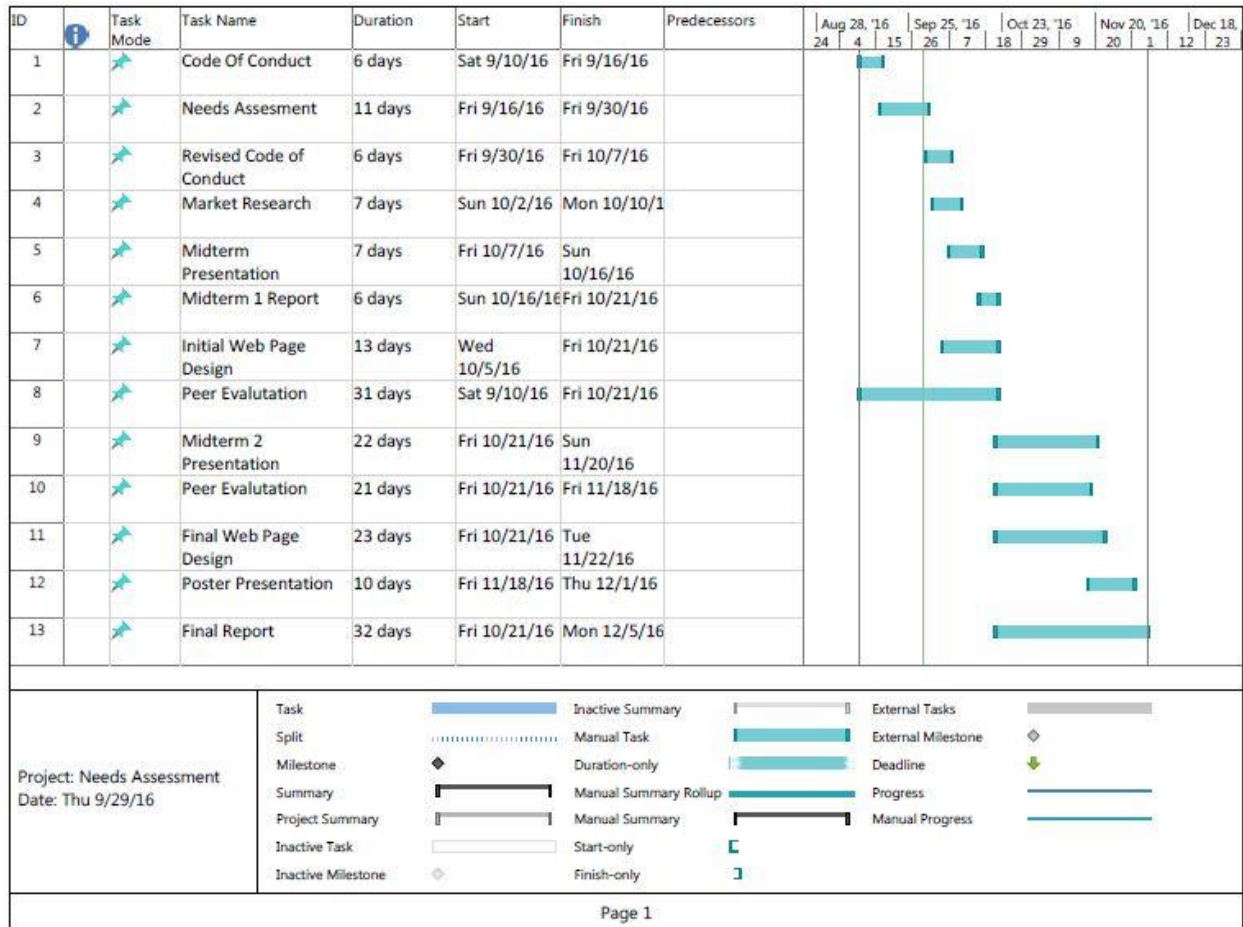 ID Task Mode Task Name Duration Start Finish Predecessors
Aug 28, '16 Sep 25, '16 Oct 23, '16 Nov 20, '16 Dec 18,
24 4 15 26 7 18 29 9 20 1 12 23
1 Code Of Conduct 6 days Sat 9/10/16 Fri 9/16/16
2 Needs Assesment 11 days Fri 9/16/16 Fri 9/30/16
3 Revised Code of Conduct 6 days Fri 9/30/16 Fri 10/7/16
4 Market Research 7 days Sun 10/2/16 Mon 10/10/1
5 Midterm Presentation 7 days Fri 10/7/16 Sun 10/16/16
6 Midterm 1 Report 6 days Sun 10/16/16 Fri 10/21/16
7 Initial Web Page Design 13 days Wed 10/5/16 Fri 10/21/16
8 Peer Evalutation 31 days Sat 9/10/16 Fri 10/21/16
9 Midterm 2 Presentation 22 days Fri 10/21/16 Sun 11/20/16
10 Peer Evalutation 21 days Fri 10/21/16 Fri 11/18/16
11 Final Web Page Design 23 days Fri 10/21/16 Tue 11/22/16
12 Poster Presentation 10 days Fri 11/18/16 Thu 12/1/16
13 Final Report 32 days Fri 10/21/16 Mon 12/5/16
Project: Needs Assessment
Date: Thu 9/29/16
Task Inactive Summary External Tasks
Split Manual Task External Milestone
Milestone Duration-only Deadline
Summary Manual Summary Rollup Progress
Project Summary Manual Summary Manual Progress
Inactive Task Start-only
Inactive Milestone Finish-only
Page 1